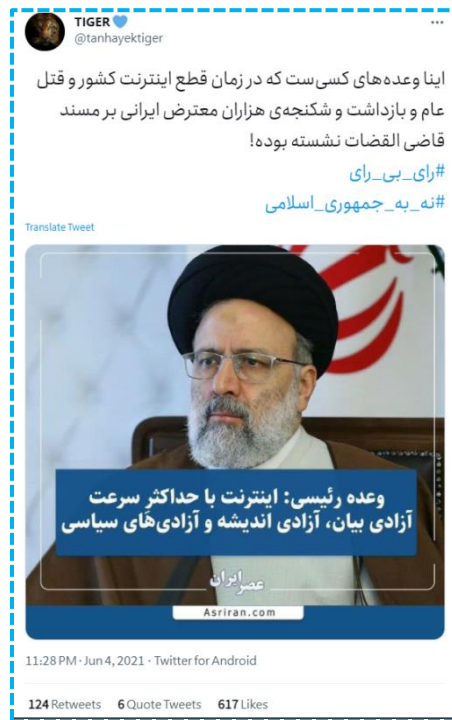 TIGER💙
@tanhayektiger
اینا وعده‌های کسی‌ست که در زمان قطع اینترنت کشور و قتل
عام و بازداشت و شکنجه‌ی هزاران معترض ایرانی بر مسند
قاضی القضات نشسته بوده!
#رای_بی_رای
#نه_به_جمهوری_اسلامی
Translate Tweet
وعده رئیسی: اینترنت با حداکثرِ سرعت
آزادی بیان، آزادی اندیشه و آزادی‌های سیاسی
عصر ایران
Asriran.com
11:28 PM · Jun 4, 2021 · Twitter for Android
124 Retweets 6 Quote Tweets 617 Likes